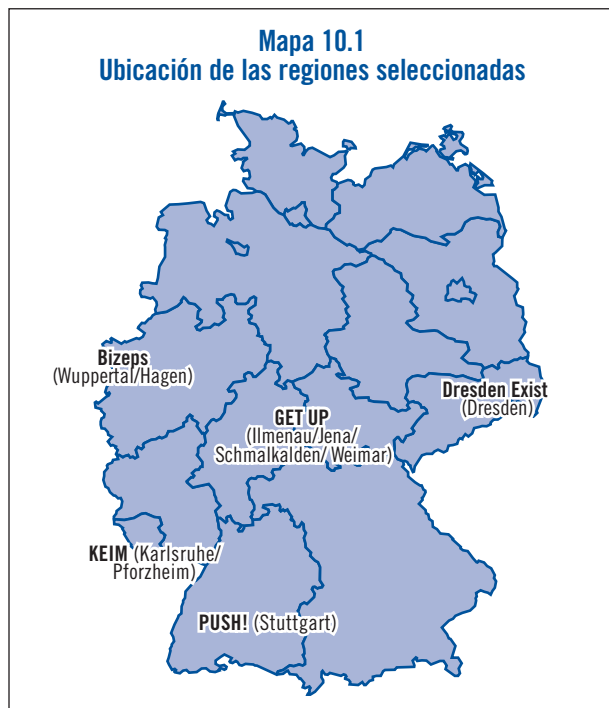 Mapa 10.1
Ubicación de las regiones seleccionadas
Bizeps
(Wuppertal/Hagen)
Dresden Exist
(Dresden)
GET UP
(Ilmenau/Jena/
Schmalkalden/ Weimar)
KEIM (Karlsruhe/
Pforzheim)
PUSH! (Stuttgart)